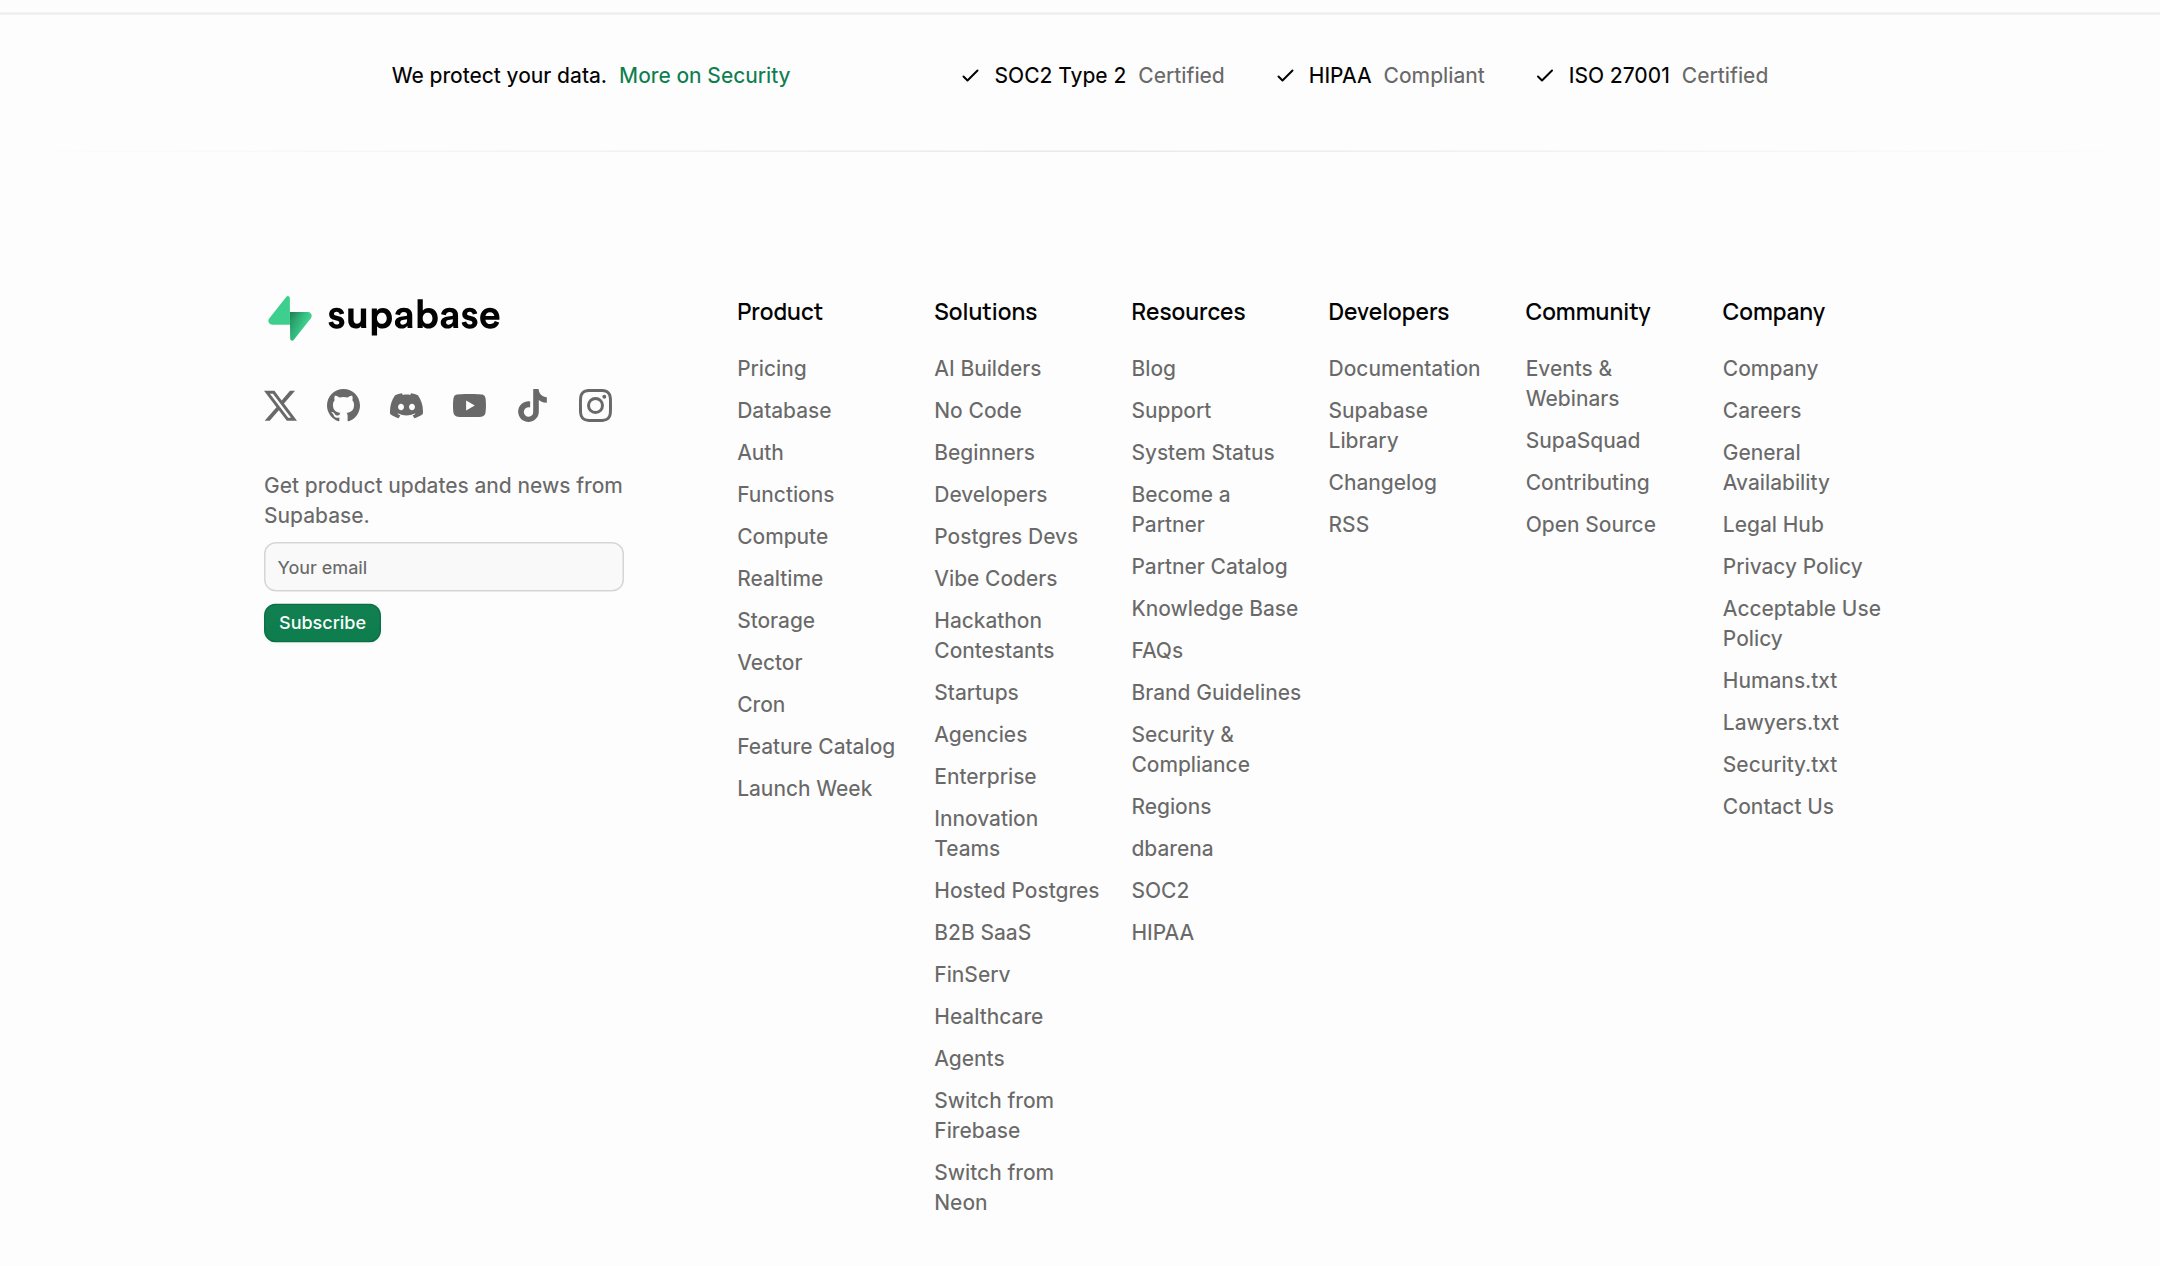 We protect your data. More on Security
SOC2 Type 2 Certified
HIPAA Compliant
ISO 27001 Certified
supabase
Get product updates and news from
Supabase.
Your email
Subscribe
Product
Pricing
Database
Auth
Functions
Compute
Realtime
Storage
Vector
Cron
Feature Catalog
Launch Week
Solutions
AI Builders
No Code
Beginners
Developers
Postgres Devs
Vibe Coders
Hackathon
Contestants
Startups
Agencies
Enterprise
Innovation
Teams
Hosted Postgres
B2B SaaS
FinServ
Healthcare
Agents
Switch from
Firebase
Switch from
Neon
Resources
Blog
Support
System Status
Become a
Partner
Partner Catalog
Knowledge Base
FAQs
Brand Guidelines
Security &
Compliance
Regions
dbarena
SOC2
HIPAA
Developers
Documentation
Supabase
Library
Changelog
RSS
Community
Events &
Webinars
SupaSquad
Contributing
Open Source
Company
Company
Careers
General
Availability
Legal Hub
Privacy Policy
Acceptable Use
Policy
Humans.txt
Lawyers.txt
Security.txt
Contact Us